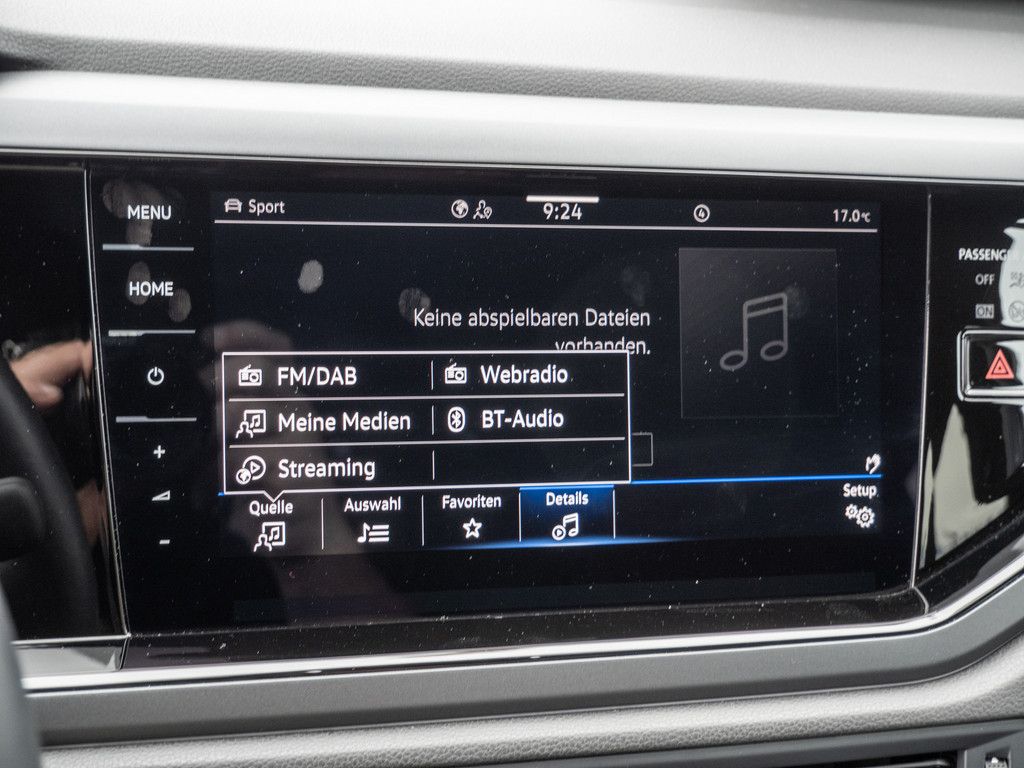 MENU
HOME
+
-
Sport
9:24
4
17.0°C
Keine abspielbaren Dateien
vorhanden.
FM/DAB
Webradio
Meine Medien
BT-Audio
Streaming
Quelle
Auswahl
Favoriten
Details
Setup
OFF
ON